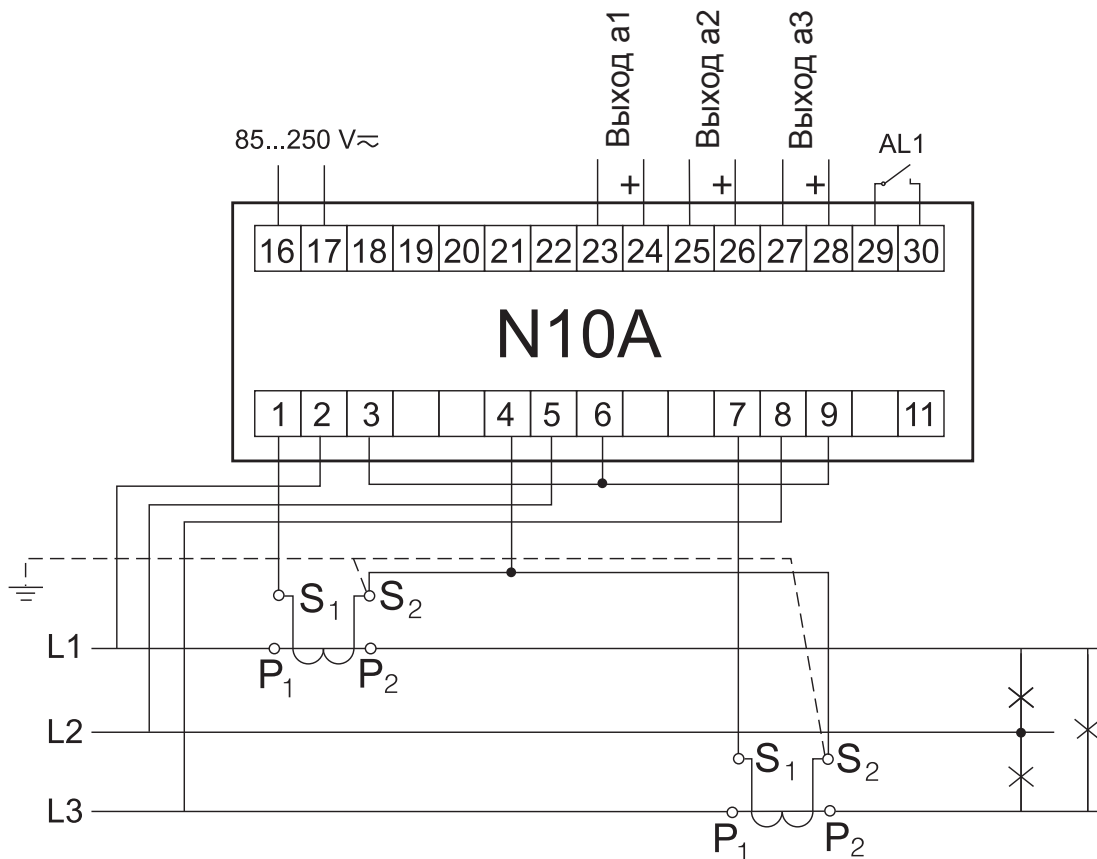 Выход a1
Выход a2
Выход a3
85...250 V≂
+
+
+
AL1
16 17 18 19 20 21 22 23 24 25 26 27 28 29 30
N10A
1 2 3 4 5 6 7 8 9 11
S1 S2
L1
P1 P2
L2
S1 S2
L3
P1 P2